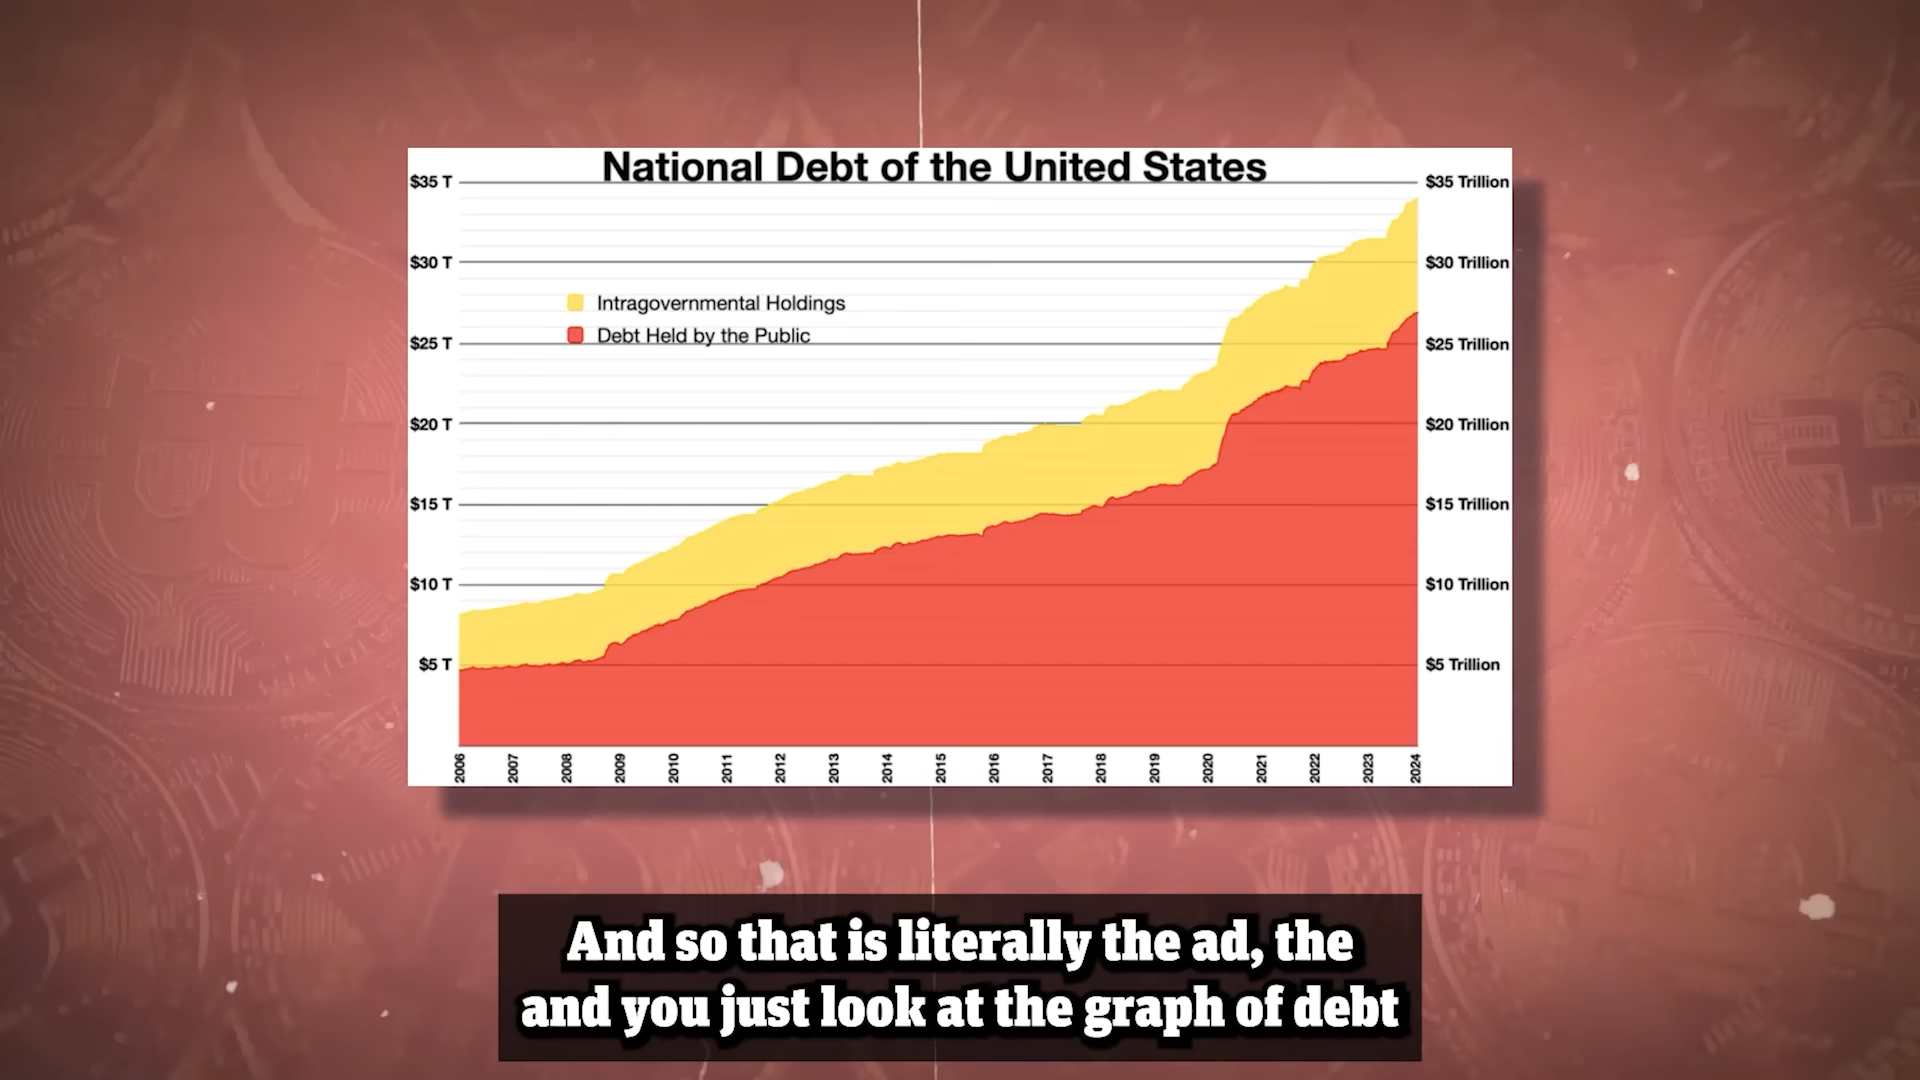 National Debt of the United States
$35 T
$35 Trillion
$30 T
$30 Trillion
Intragovernmental Holdings
Debt Held by the Public
$25 T
$25 Trillion
$20 T
$20 Trillion
$15 T
$15 Trillion
$10 T
$10 Trillion
$5 T
$5 Trillion
2006 2007 2008 2009 2010 2011 2012 2013 2014 2015 2016 2017 2018 2019 2020 2021 2022 2023 2024
And so that is literally the ad, the
and you just look at the graph of debt